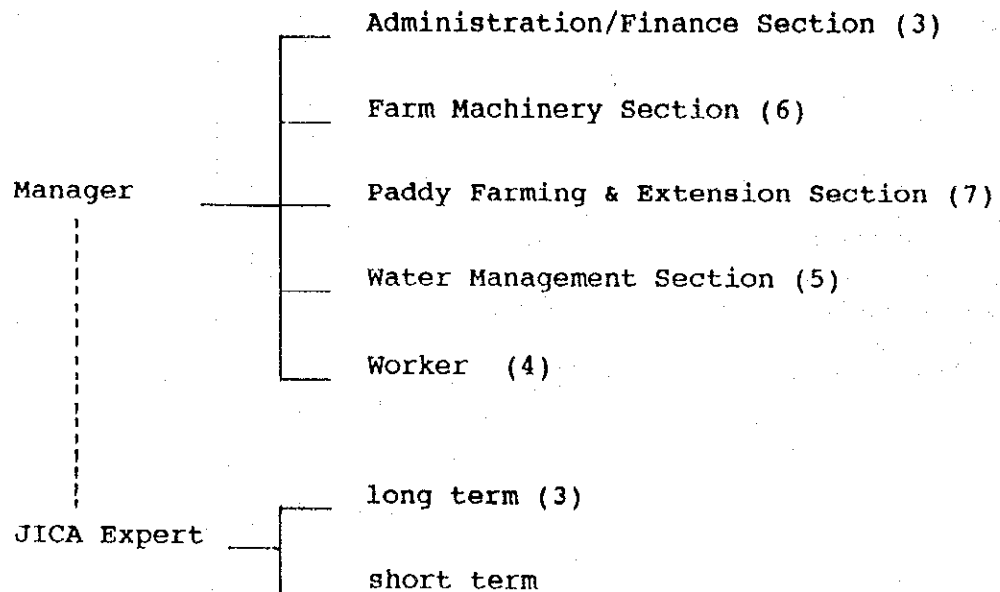 Administration/Finance Section (3)
Farm Machinery Section (6)
Manager
Paddy Farming & Extension Section (7)
Water Management Section (5)
Worker (4)
long term (3)
JICA Expert
short term